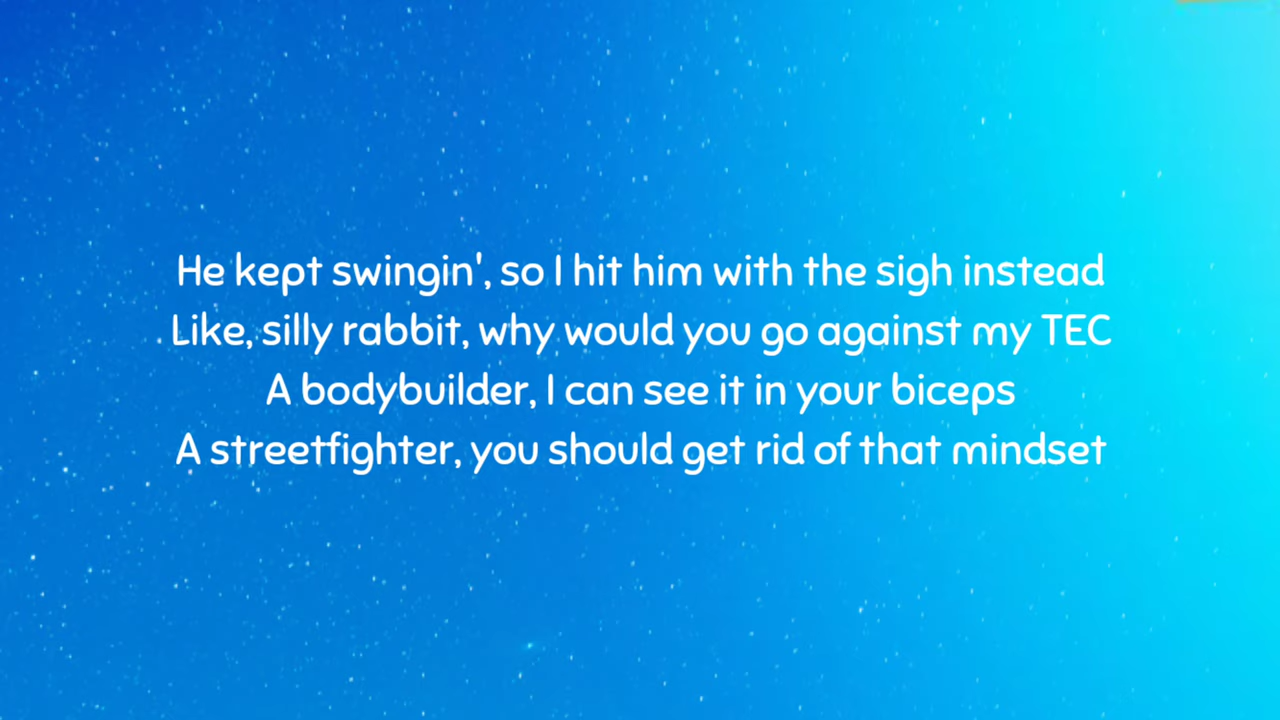 He kept swingin', so I hit him with the sigh instead
Like, silly rabbit, why would you go against my TEC
A bodybuilder, I can see it in your biceps
A streetfighter, you should get rid of that mindset